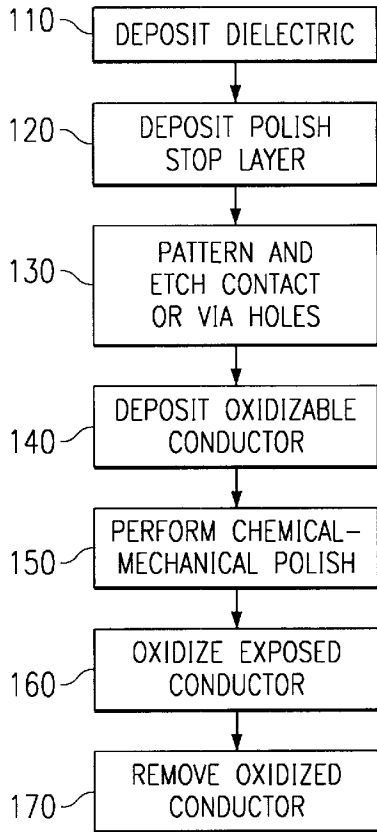 110
DEPOSIT DIELECTRIC
120
DEPOSIT POLISH
STOP LAYER
130
PATTERN AND
ETCH CONTACT
OR VIA HOLES
140
DEPOSIT OXIDIZABLE
CONDUCTOR
150
PERFORM CHEMICAL–
MECHANICAL POLISH
160
OXIDIZE EXPOSED
CONDUCTOR
170
REMOVE OXIDIZED
CONDUCTOR